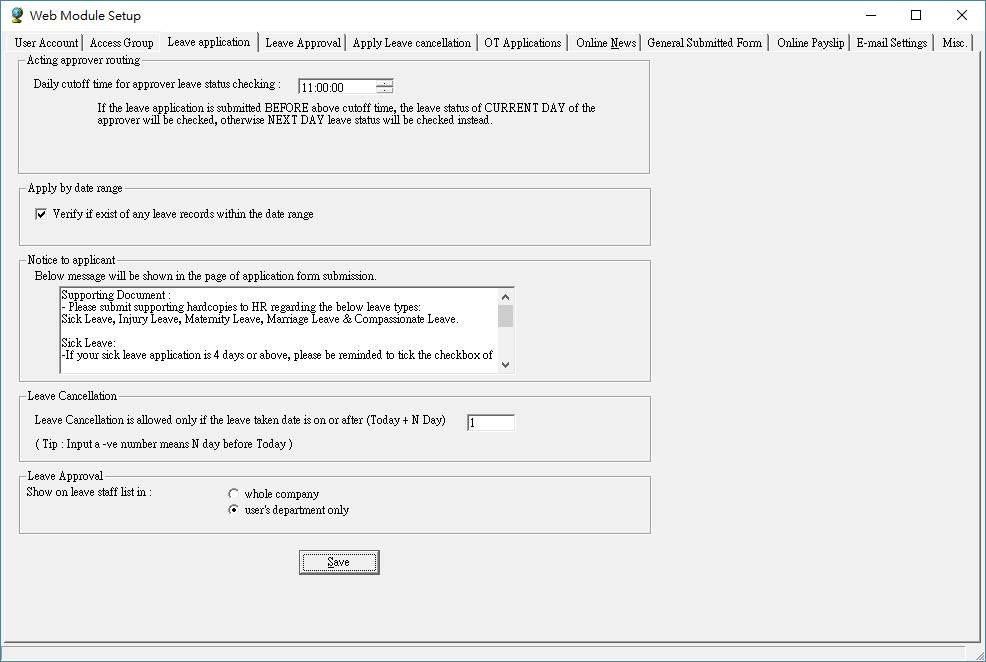 Web Module Setup
User Account Access Group Leave application Leave Approval Apply Leave cancellation OT Applications Online News General Submitted Form Online Payslip E-mail Settings Misc.
Acting approver routing
Daily cutoff time for approver leave status checking : 11:00:00
If the leave application is submitted BEFORE above cutoff time, the leave status of CURRENT DAY of the
approver will be checked, otherwise NEXT DAY leave status will be checked instead.
Apply by date range
Verify if exist of any leave records within the date range
Notice to applicant
Below message will be shown in the page of application form submission.
Supporting Document :
- Please submit supporting hardcopies to HR regarding the below leave types:
Sick Leave, Injury Leave, Maternity Leave, Marriage Leave & Compassionate Leave.
Sick Leave:
-If your sick leave application is 4 days or above, please be reminded to tick the checkbox of
Leave Cancellation
Leave Cancellation is allowed only if the leave taken date is on or after (Today + N Day) 1
( Tip : Input a -ve number means N day before Today )
Leave Approval
Show on leave staff list in :
whole company
user's department only
Save